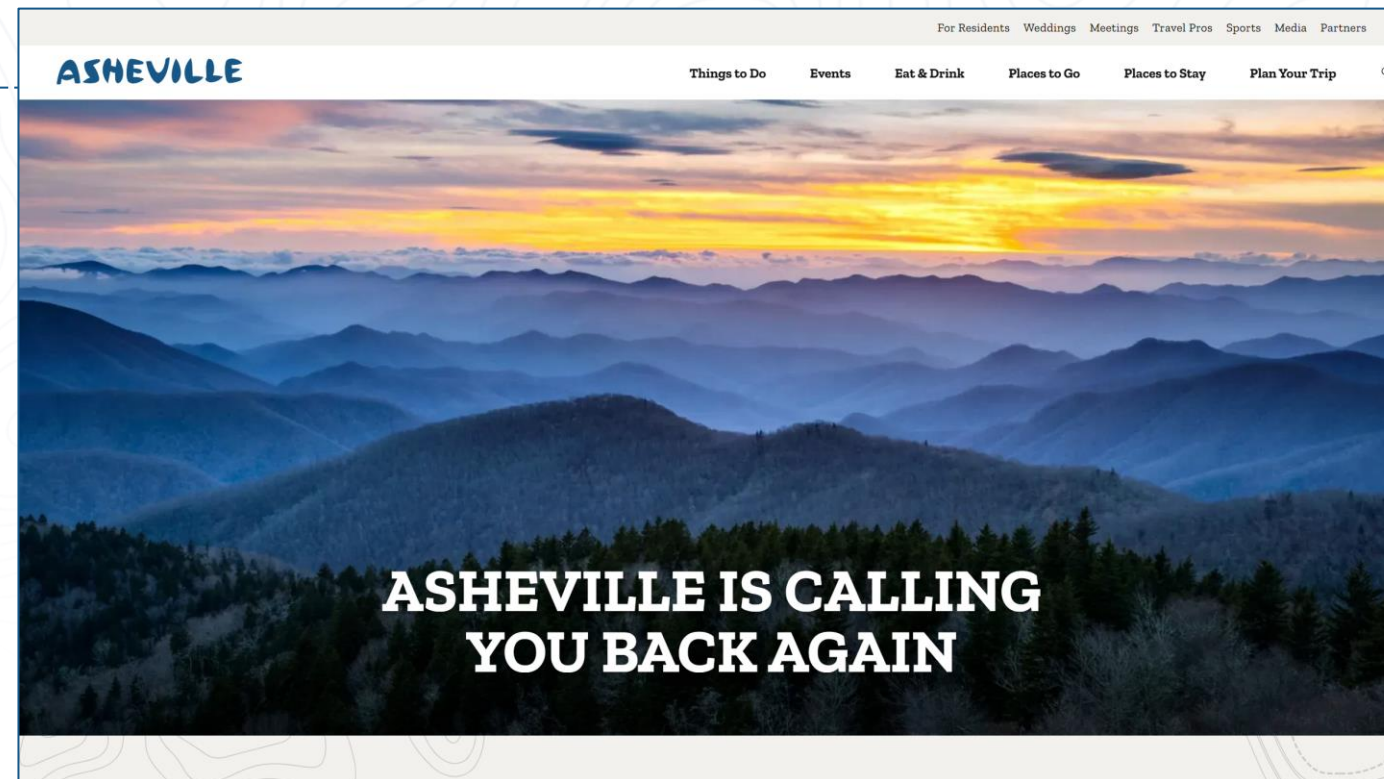 For Residents Weddings Meetings Travel Pros Sports Media Partners
ASHEVILLE
Things to Do Events Eat & Drink Places to Go Places to Stay Plan Your Trip
ASHEVILLE IS CALLING
YOU BACK AGAIN